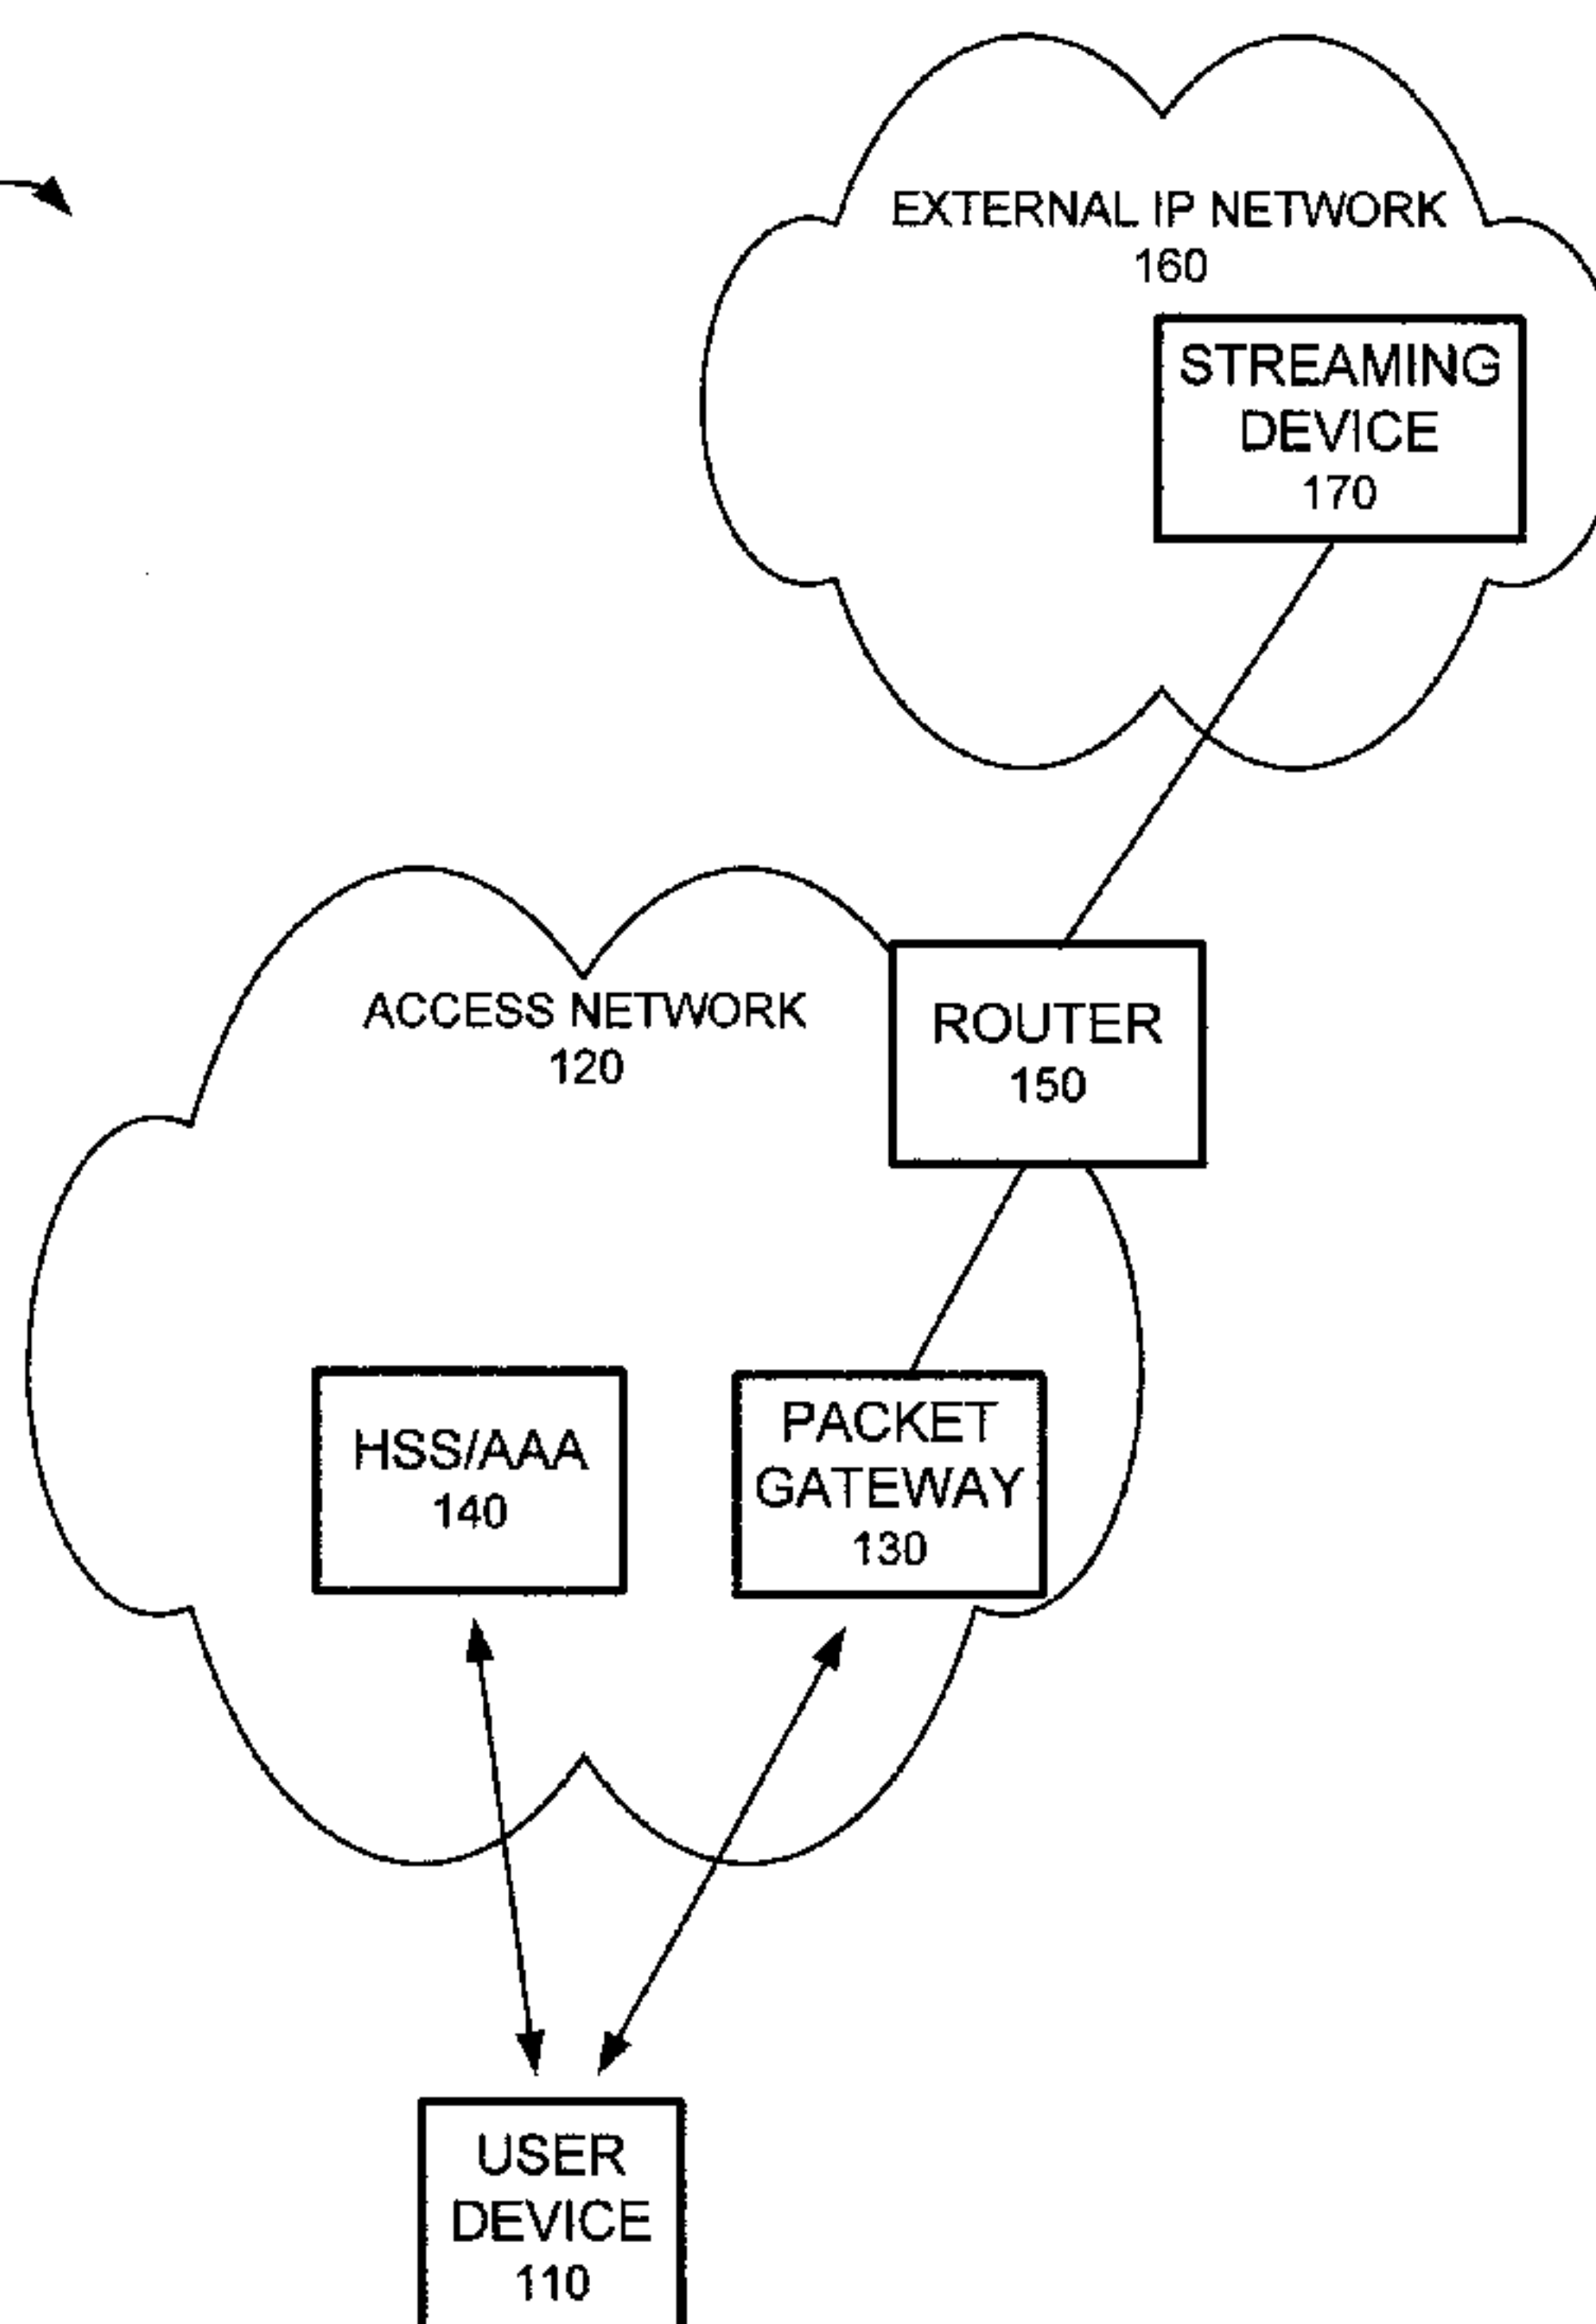 EXTERNAL IP NETWORK
160
STREAMING
DEVICE
170
ACCESS NETWORK
120
ROUTER
150
HSS/AAA
140
PACKET
GATEWAY
130
USER
DEVICE
110